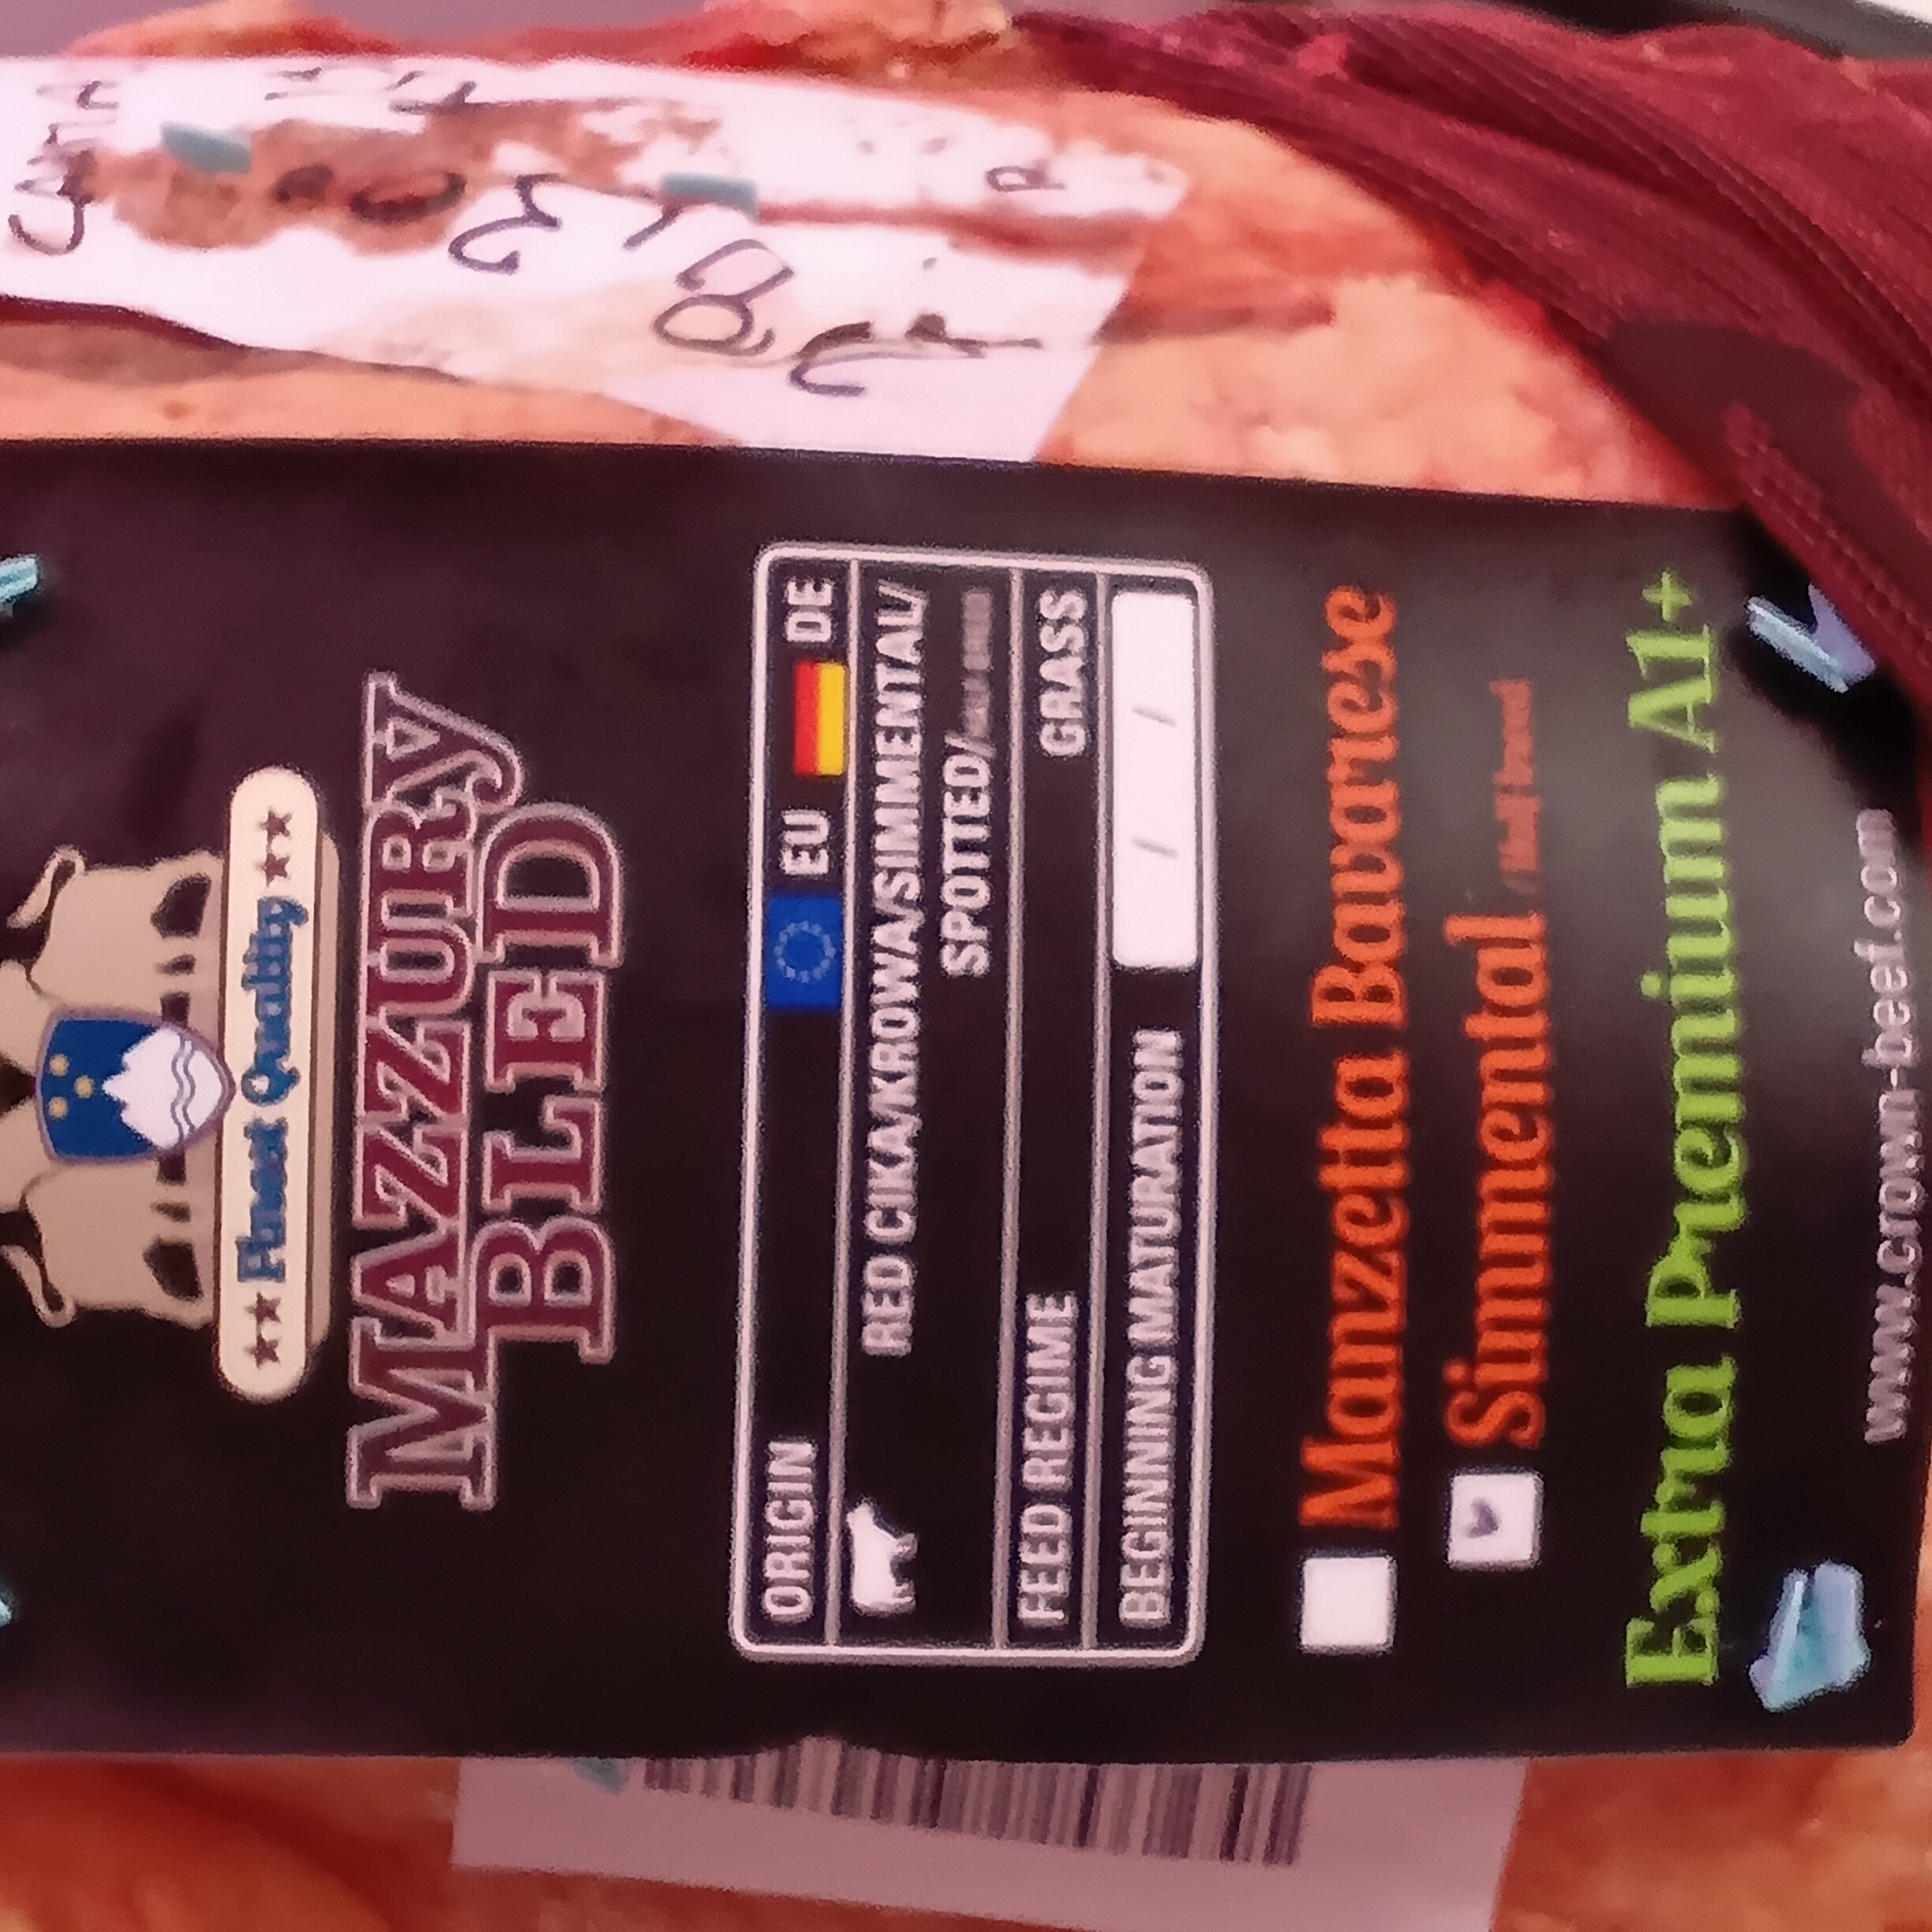 Finest Quality
MAZZURY
BLED
ORIGIN EU DE
RED CIKA/KROWA/SIMMENTAL/
SPOTTED/
FEED REGIME GRASS
BEGINNING MATURATION / /
Manzetta Bavarese
Simmental
Extra Premium A1+
www.crown-beef.com